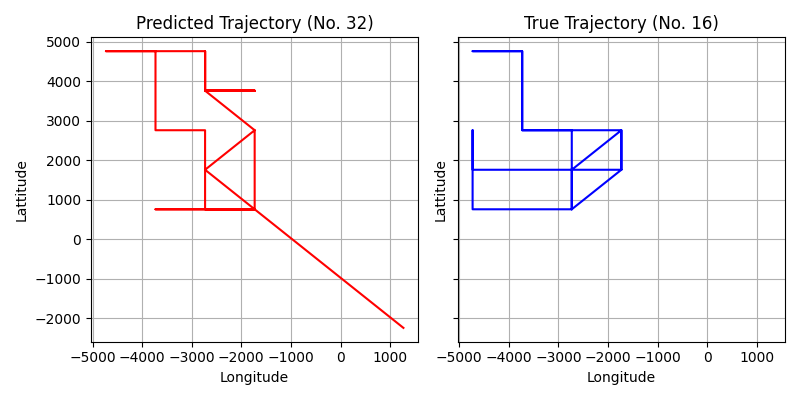 Predicted Trajectory (No. 32)
True Trajectory (No. 16)
5000
4000
3000
2000
1000
0
−1000
−2000
Lattitude
Lattitude
−5000 −4000 −3000 −2000 −1000 0 1000
−5000 −4000 −3000 −2000 −1000 0 1000
Longitude
Longitude